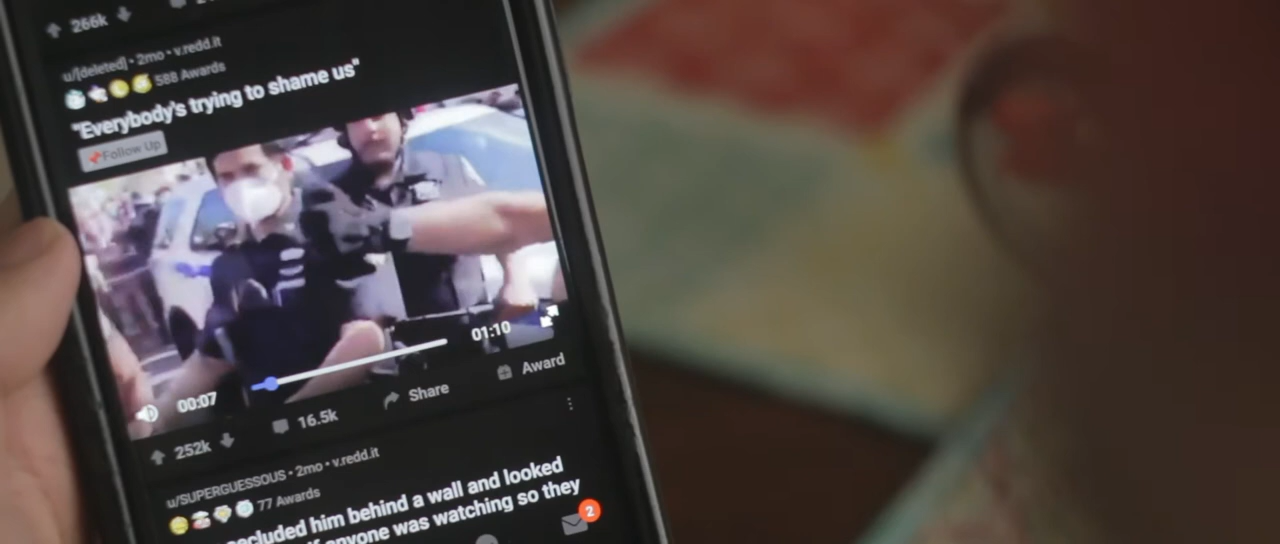 266k
u/[deleted] • 2mo • v.redd.it
588 Awards
"Everybody's trying to shame us"
Follow Up
00:07
01:10
252k
16.5k
Share
Award
u/SUPERGUESSOUS • 2mo • v.redd.it
77 Awards
him behind a wall and looked
anyone was watching so they
2